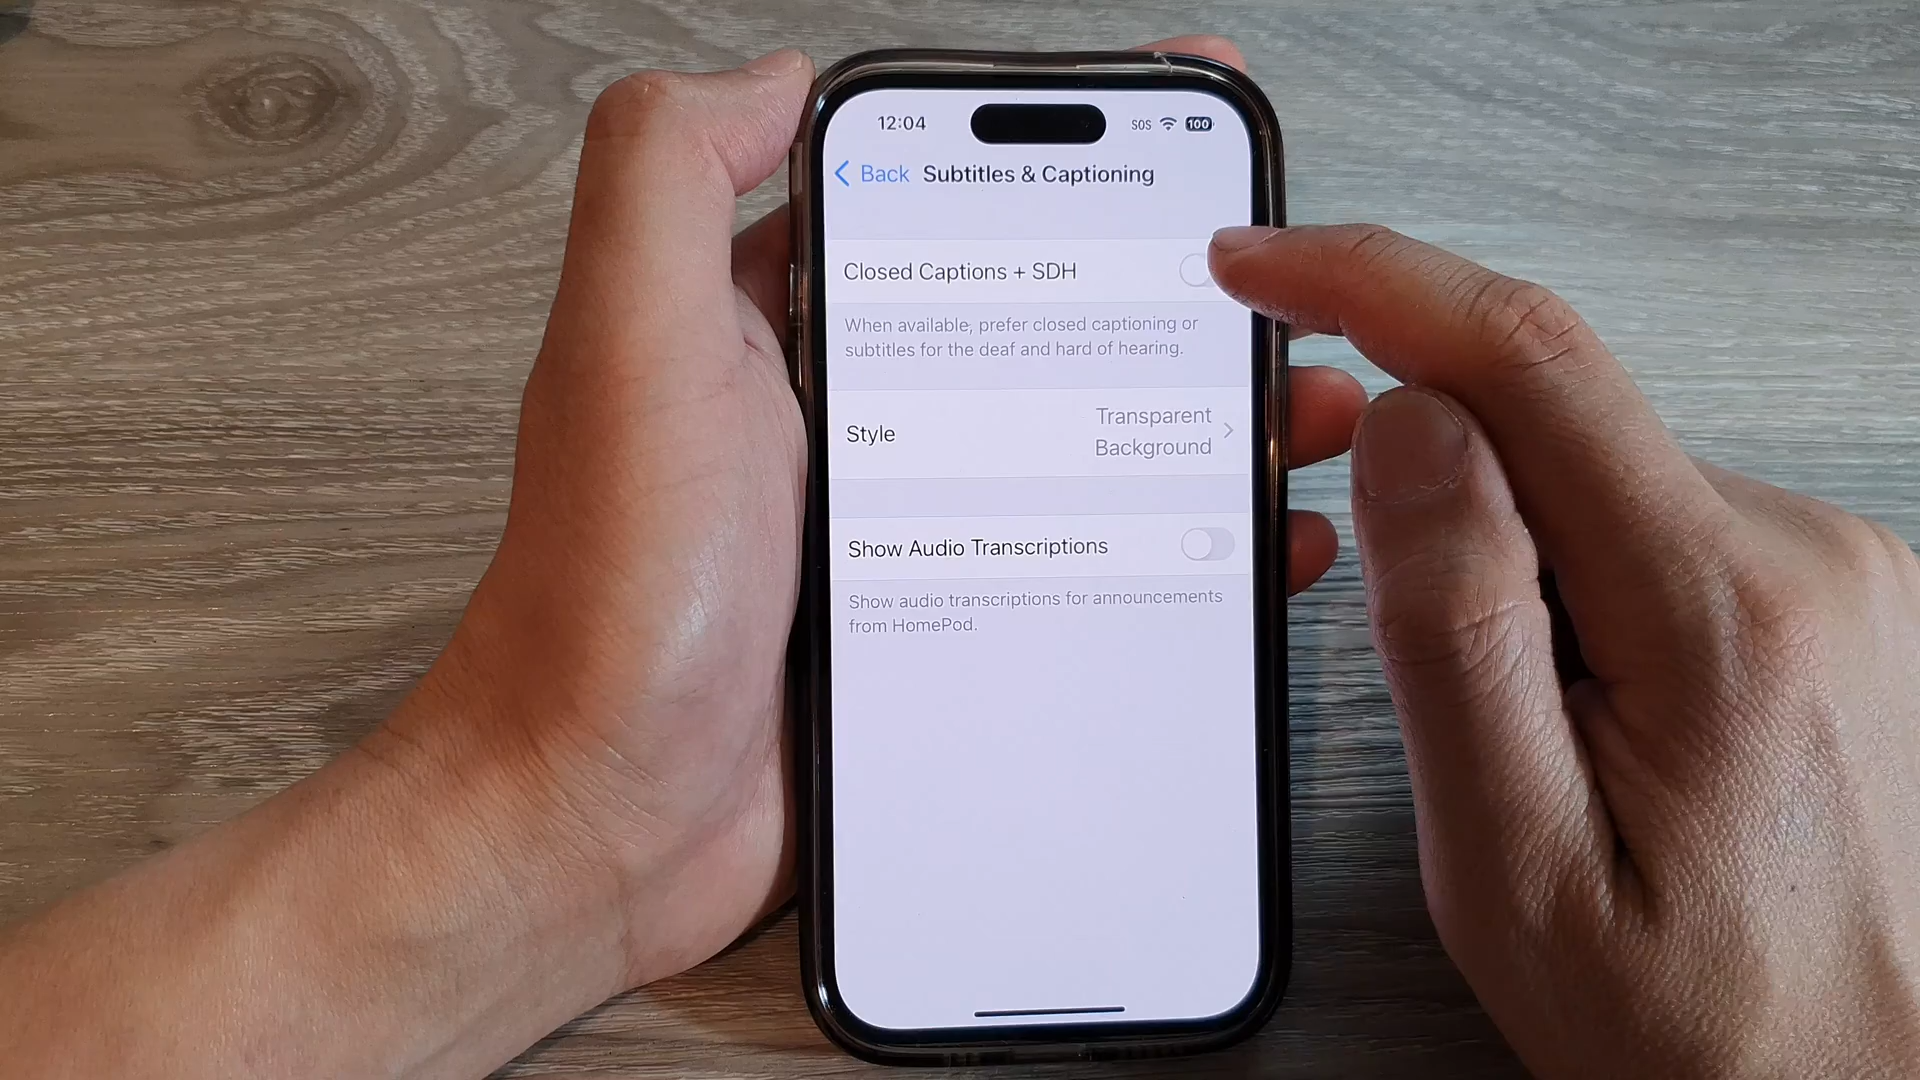 12:04 SOS 100
Back Subtitles & Captioning
Closed Captions + SDH
When available, prefer closed captioning or
subtitles for the deaf and hard of hearing.
Style Transparent
Background
Show Audio Transcriptions
Show audio transcriptions for announcements
from HomePod.